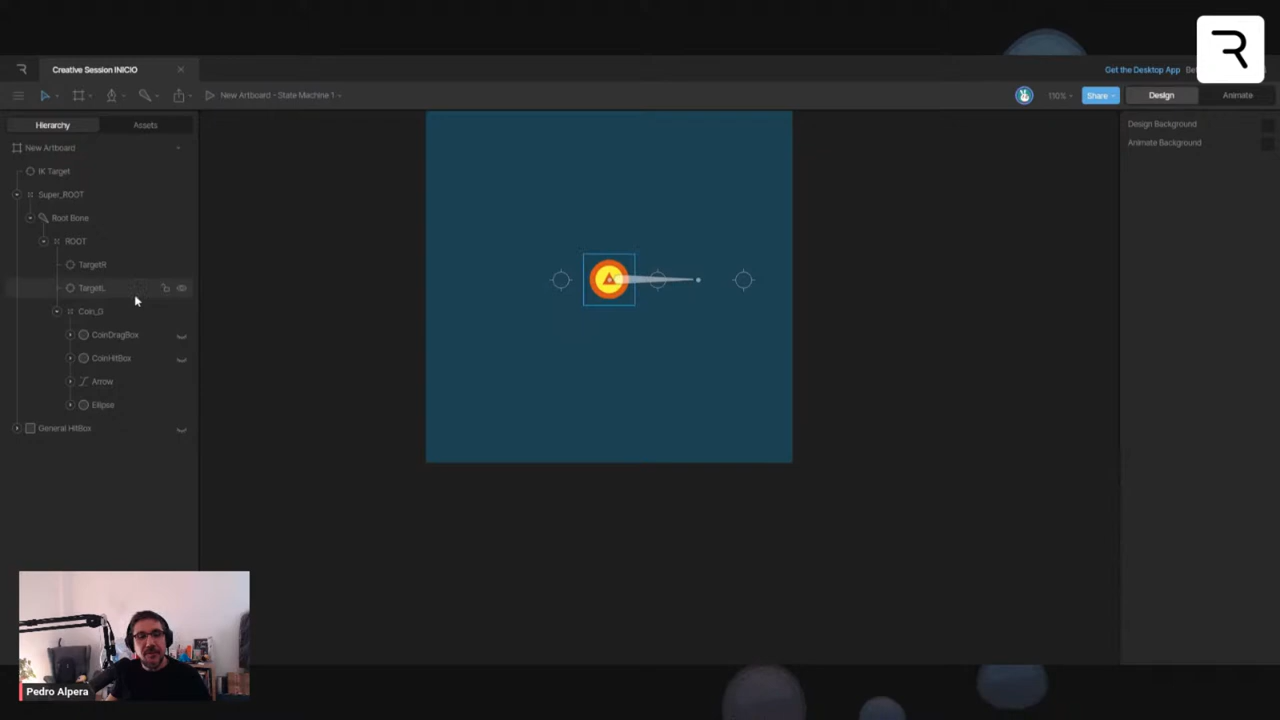 Creative Session INICIO
Get the Desktop App
New Artboard - State Machine 1
110%
Share
Design
Animate
Hierarchy
Assets
Design Background
Animate Background
New Artboard
IK Target
Super_ROOT
Root Bone
ROOT
TargetR
TargetL
CoinDragBox
CoinHitBox
Arrow
Ellipse
General HitBox
Pedro Alpera